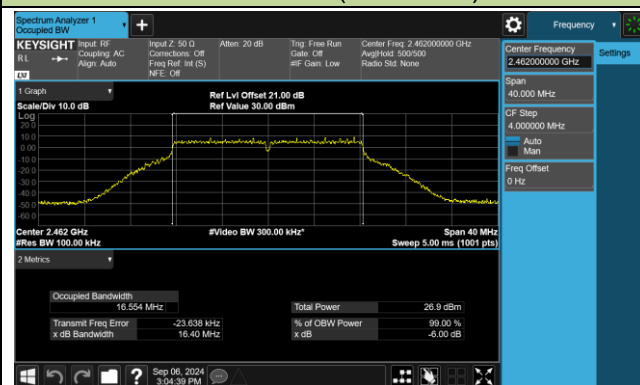 Spectrum Analyzer 1
Occupied BW
Frequency
KEYSIGHT
Input: RF
Input Z: 50 Ω
Atten: 20 dB
Trig: Free Run
Center Freq: 2.462000000 GHz
RL
Coupling: AC
Corrections: Off
Gate: Off
Avg|Hold: 500/500
Align: Auto
Freq Ref: Int (S)
#IF Gain: Low
Radio Std: None
NFE: Off
LXI
Center Frequency
2.462000000 GHz
Settings
Span
40.000 MHz
CF Step
4.000000 MHz
Auto
Man
Freq Offset
0 Hz
1 Graph
Ref Lvl Offset 21.00 dB
Scale/Div 10.0 dB
Ref Value 30.00 dBm
Log
20.0
10.0
0.00
-10.0
-20.0
-30.0
-40.0
-50.0
-60.0
Center 2.462 GHz
#Video BW 300.00 kHz*
Span 40 MHz
#Res BW 100.00 kHz
Sweep 5.00 ms (1001 pts)
2 Metrics
Occupied Bandwidth
16.554 MHz
Total Power
26.9 dBm
Transmit Freq Error
-23.638 kHz
% of OBW Power
99.00 %
x dB Bandwidth
16.40 MHz
x dB
-6.00 dB
?
Sep 06, 2024
3:04:39 PM